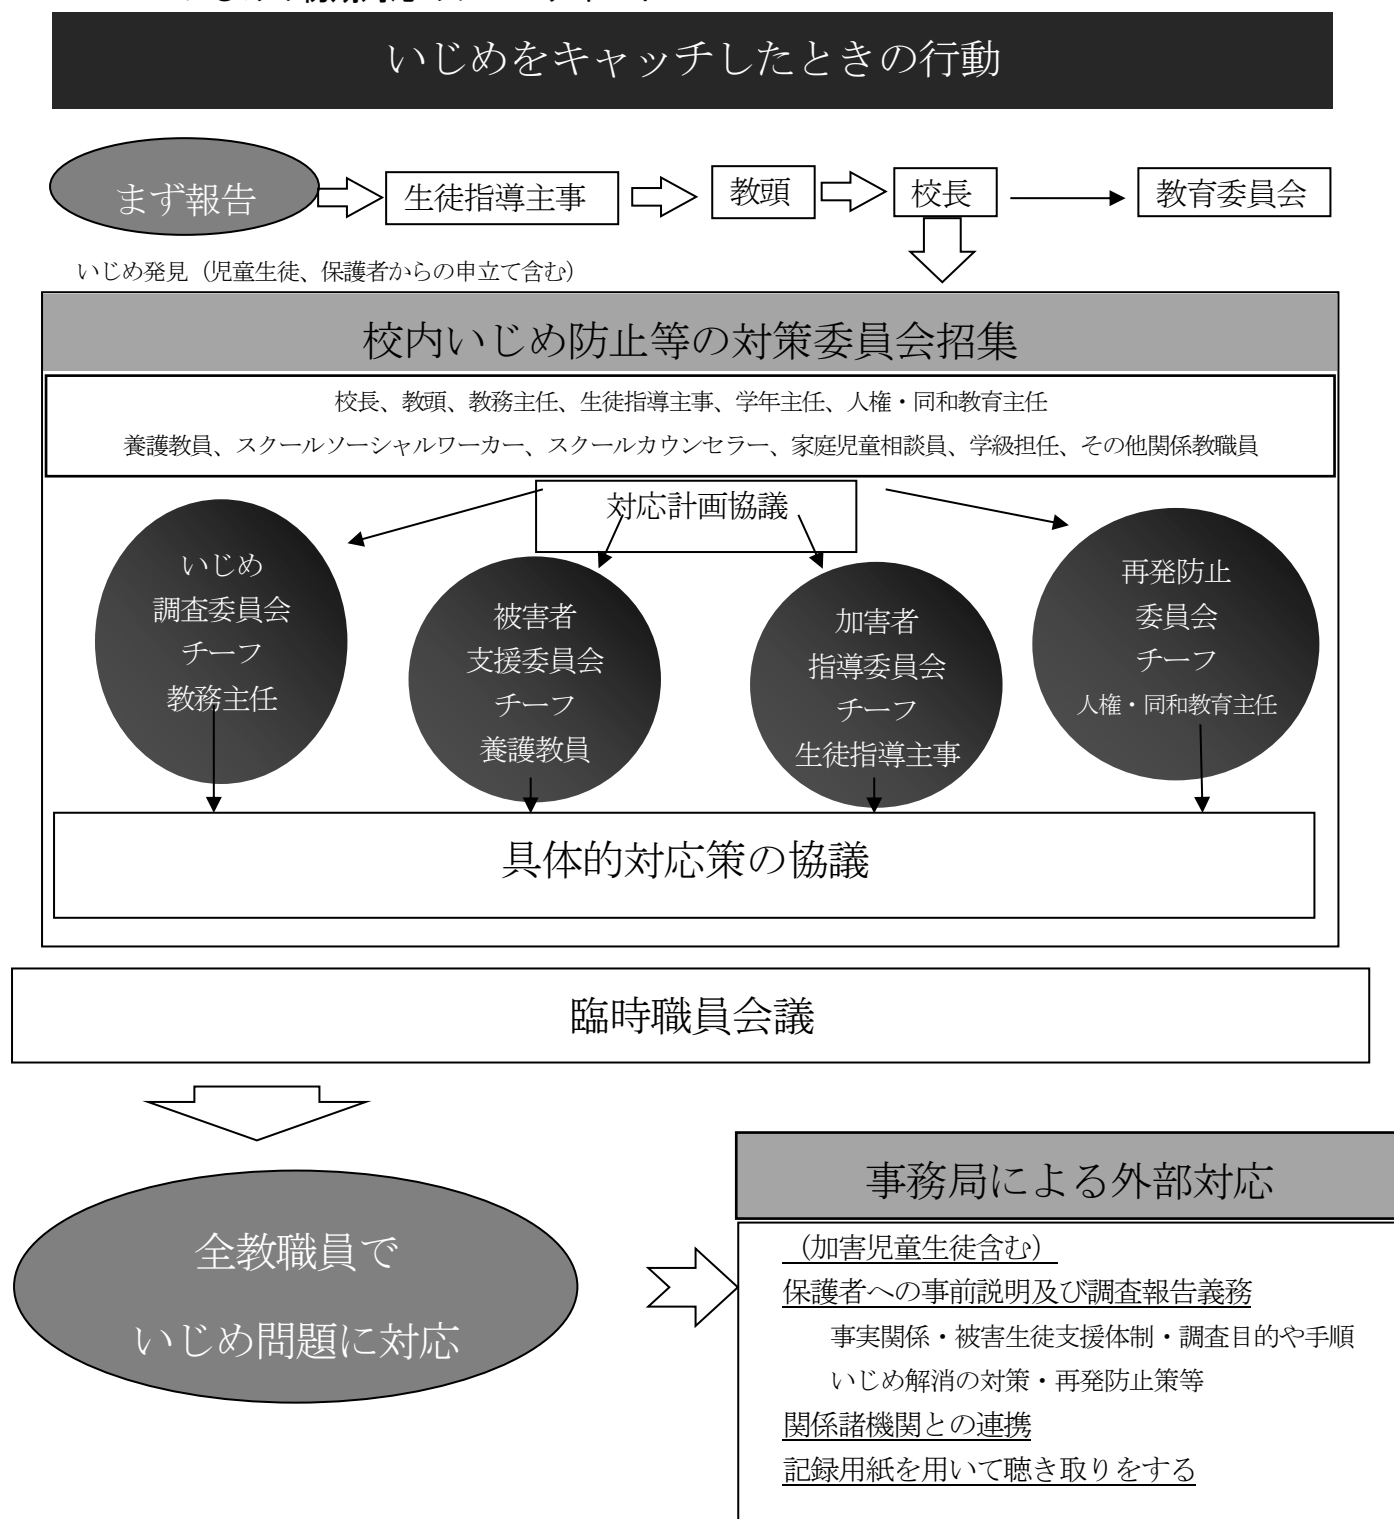 いじめをキャッチしたときの行動
まず報告
生徒指導主事
教頭
校長
教育委員会
いじめ発見（児童生徒、保護者からの申立て含む）
校内いじめ防止等の対策委員会招集
校長、教頭、教務主任、生徒指導主事、学年主任、人権・同和教育主任
養護教員、スクールソーシャルワーカー、スクールカウンセラー、家庭児童相談員、学級担任、その他関係教職員
対応計画協議
いじめ
調査委員会
チーフ
教務主任
被害者
支援委員会
チーフ
養護教員
加害者
指導委員会
チーフ
生徒指導主事
再発防止
委員会
チーフ
人権・同和教育主任
具体的対応策の協議
臨時職員会議
全教職員で
いじめ問題に対応
事務局による外部対応
（加害児童生徒含む）
保護者への事前説明及び調査報告義務
事実関係・被害生徒支援体制・調査目的や手順
いじめ解消の対策・再発防止策等
関係諸機関との連携
記録用紙を用いて聴き取りをする